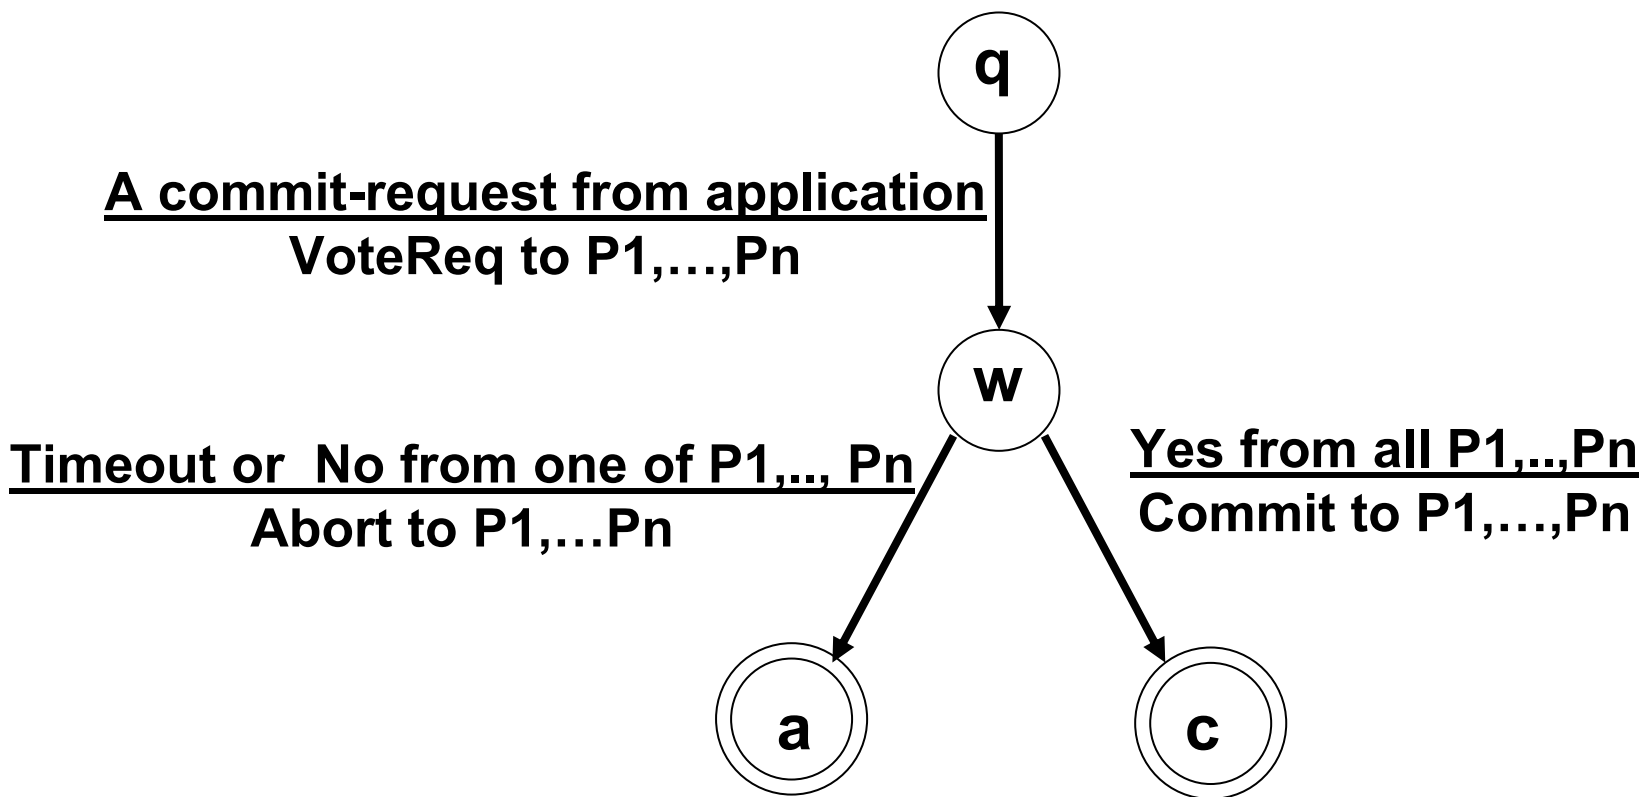 q
A commit-request from application
VoteReq to P1,…,Pn
w
Timeout or  No from one of P1,.., Pn
Abort to P1,…Pn
Yes from all P1,..,Pn
Commit to P1,…,Pn
a
c